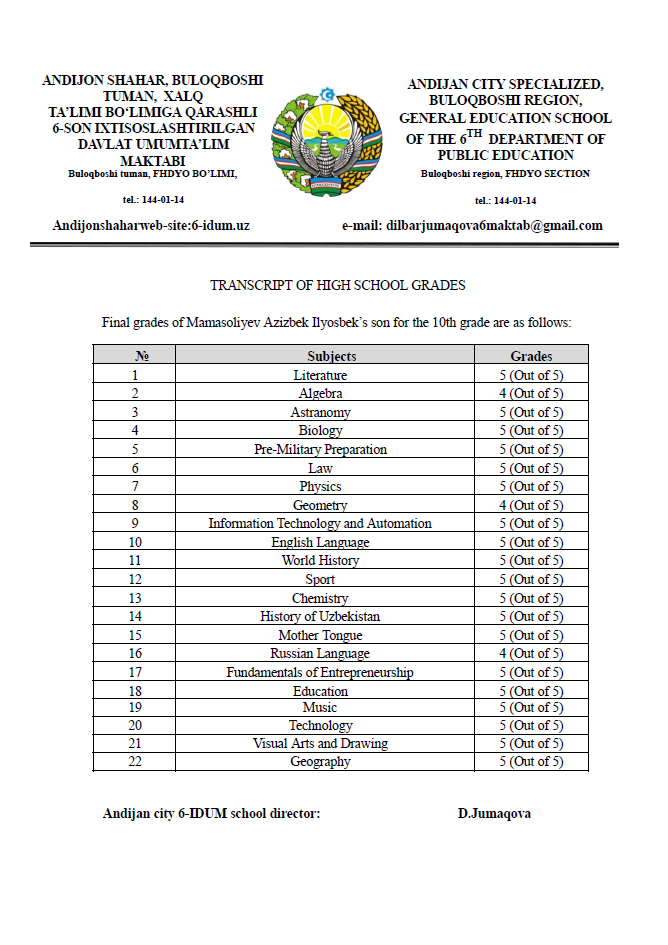 ANDIJON SHAHAR, BULOQBOSHI
TUMAN, XALQ
TA’LIMI BO‘LIMIGA QARASHLI
6-SON IXTISOSLASHTIRILGAN
DAVLAT UMUMTA’LIM
MAKTABI
Buloqboshi tuman, FHDYO BO’LIMI,
tel.: 144-01-14
Andijonshaharweb-site:6-idum.uz
ANDIJAN CITY SPECIALIZED,
BULOQBOSHI REGION,
GENERAL EDUCATION SCHOOL
OF THE 6TH DEPARTMENT OF
PUBLIC EDUCATION
Buloqboshi region, FHDYO SECTION
tel.: 144-01-14
e-mail: dilbarjumaqova6maktab@gmail.com
TRANSCRIPT OF HIGH SCHOOL GRADES
Final grades of Mamasoliyev Azizbek Ilyosbek’s son for the 10th grade are as follows:
№ Subjects Grades
1 Literature 5 (Out of 5)
2 Algebra 4 (Out of 5)
3 Astranomy 5 (Out of 5)
4 Biology 5 (Out of 5)
5 Pre-Military Preparation 5 (Out of 5)
6 Law 5 (Out of 5)
7 Physics 5 (Out of 5)
8 Geometry 4 (Out of 5)
9 Information Technology and Automation 5 (Out of 5)
10 English Language 5 (Out of 5)
11 World History 5 (Out of 5)
12 Sport 5 (Out of 5)
13 Chemistry 5 (Out of 5)
14 History of Uzbekistan 5 (Out of 5)
15 Mother Tongue 5 (Out of 5)
16 Russian Language 4 (Out of 5)
17 Fundamentals of Entrepreneurship 5 (Out of 5)
18 Education 5 (Out of 5)
19 Music 5 (Out of 5)
20 Technology 5 (Out of 5)
21 Visual Arts and Drawing 5 (Out of 5)
22 Geography 5 (Out of 5)
Andijan city 6-IDUM school director: D.Jumaqova